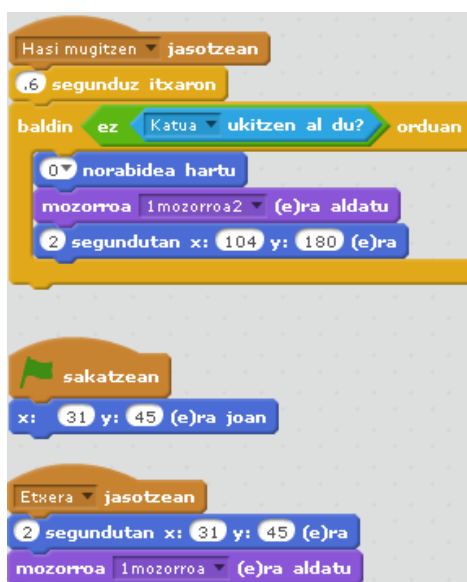 Hasi mugitzen jasotzean
.6 segunduz itxaron
baldin ez Katua ukitzen al du? orduan
0 norabidea hartu
mozorroa 1mozorroa2 (e)ra aldatu
2 segundutan x: 104 y: 180 (e)ra
sakatzean
x: 31 y: 45 (e)ra joan
Etxera jasotzean
2 segundutan x: 31 y: 45 (e)ra
mozorroa 1mozorroa (e)ra aldatu